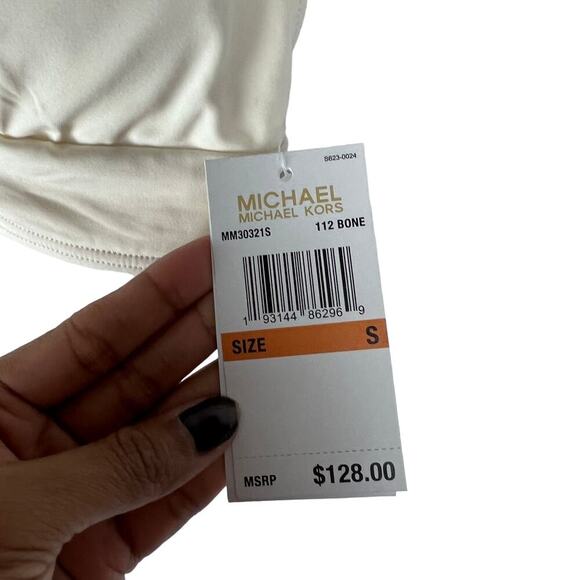 S623-0024
MICHAEL
MICHAEL KORS
MM30321S 112 BONE
1 93144 86296 9
SIZE S
MSRP $128.00